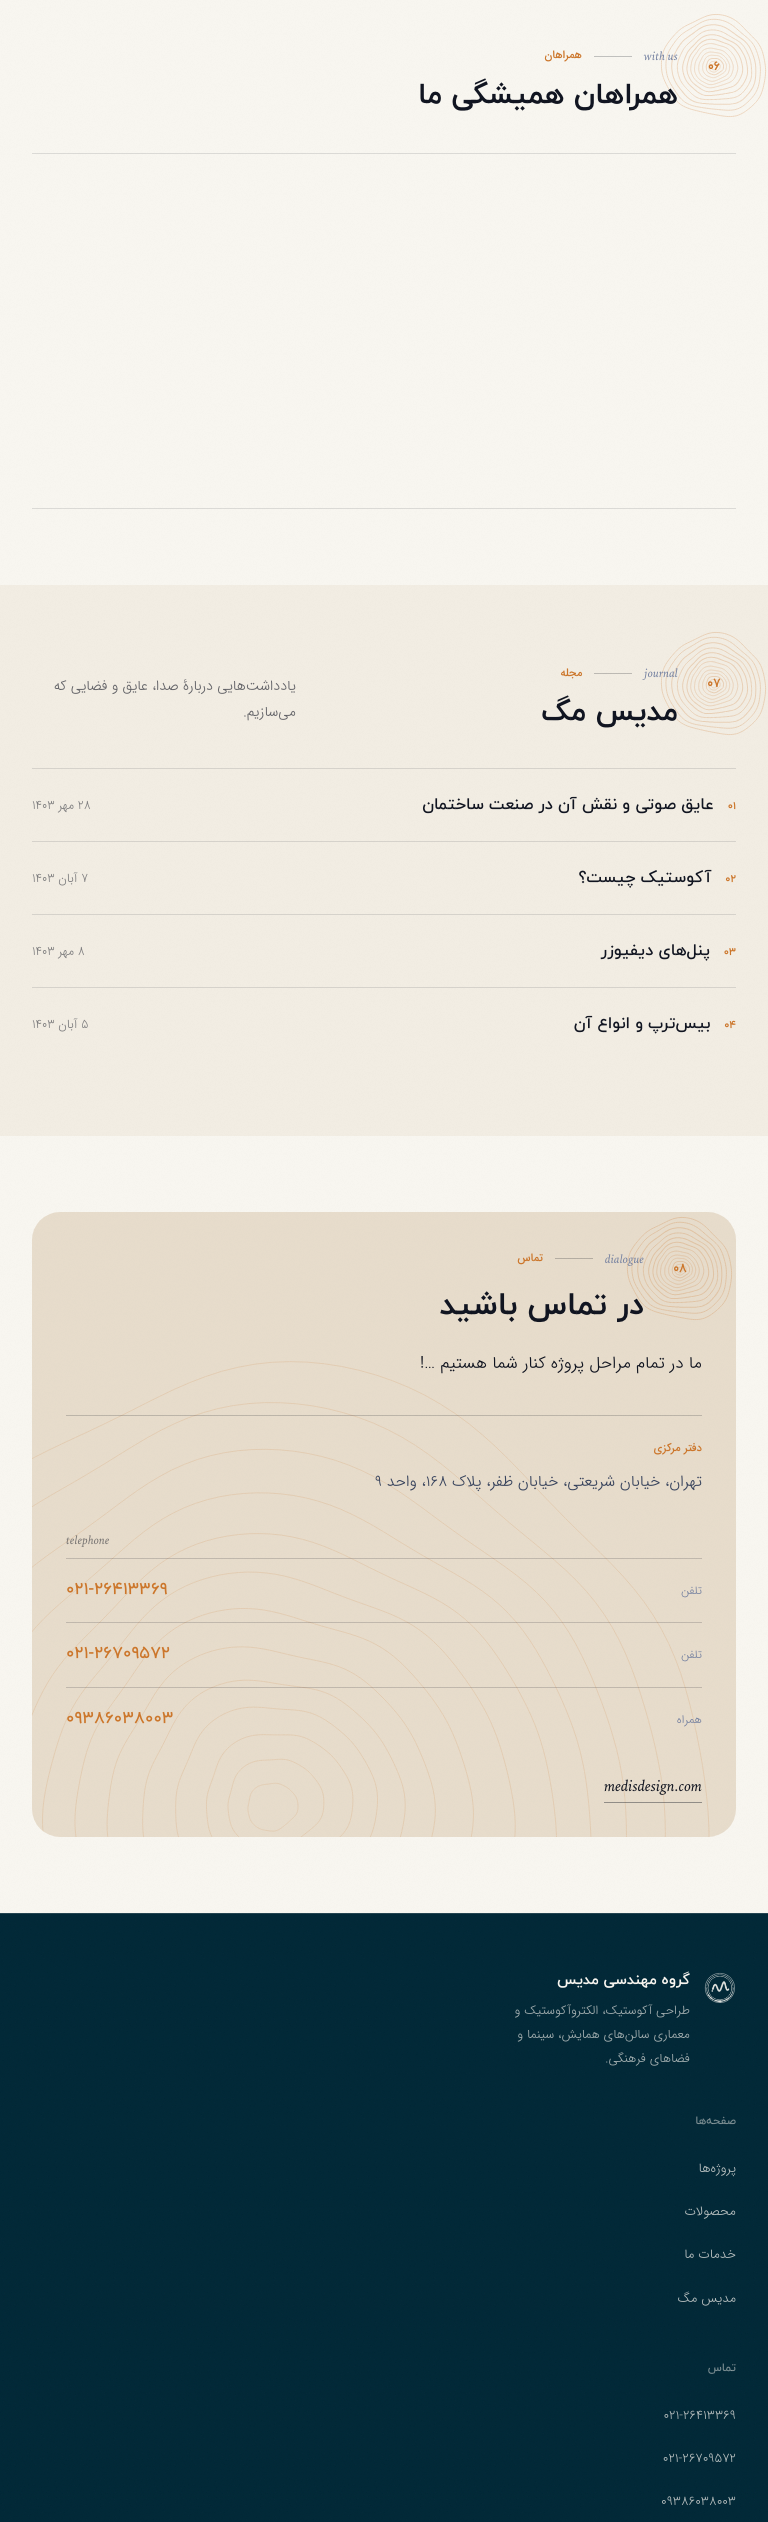 ۰۶
with us
همراهان
همراهان همیشگی ما
۰۷
journal
مجله
مدیس مگ
یادداشت‌هایی دربارهٔ صدا، عایق و فضایی که
می‌سازیم.
۰۱ عایق صوتی و نقش آن در صنعت ساختمان ۲۸ مهر ۱۴۰۳
۰۲ آکوستیک چیست؟ ۷ آبان ۱۴۰۳
۰۳ پنل‌های دیفیوزر ۸ مهر ۱۴۰۳
۰۴ بیس‌ترپ و انواع آن ۵ آبان ۱۴۰۳
۰۸
dialogue
تماس
در تماس باشید
ما در تمام مراحل پروژه کنار شما هستیم ...!
دفتر مرکزی
تهران، خیابان شریعتی، خیابان ظفر، پلاک ۱۶۸، واحد ۹
telephone
تلفن ۰۲۱-۲۶۴۱۳۳۶۹
تلفن ۰۲۱-۲۶۷۰۹۵۷۲
همراه ۰۹۳۸۶۰۳۸۰۰۳
medisdesign.com
گروه مهندسی مدیس
طراحی آکوستیک، الکتروآکوستیک و
معماری سالن‌های همایش، سینما و
فضاهای فرهنگی.
صفحه‌ها
پروژه‌ها
محصولات
خدمات ما
مدیس مگ
تماس
۰۲۱-۲۶۴۱۳۳۶۹
۰۲۱-۲۶۷۰۹۵۷۲
۰۹۳۸۶۰۳۸۰۰۳